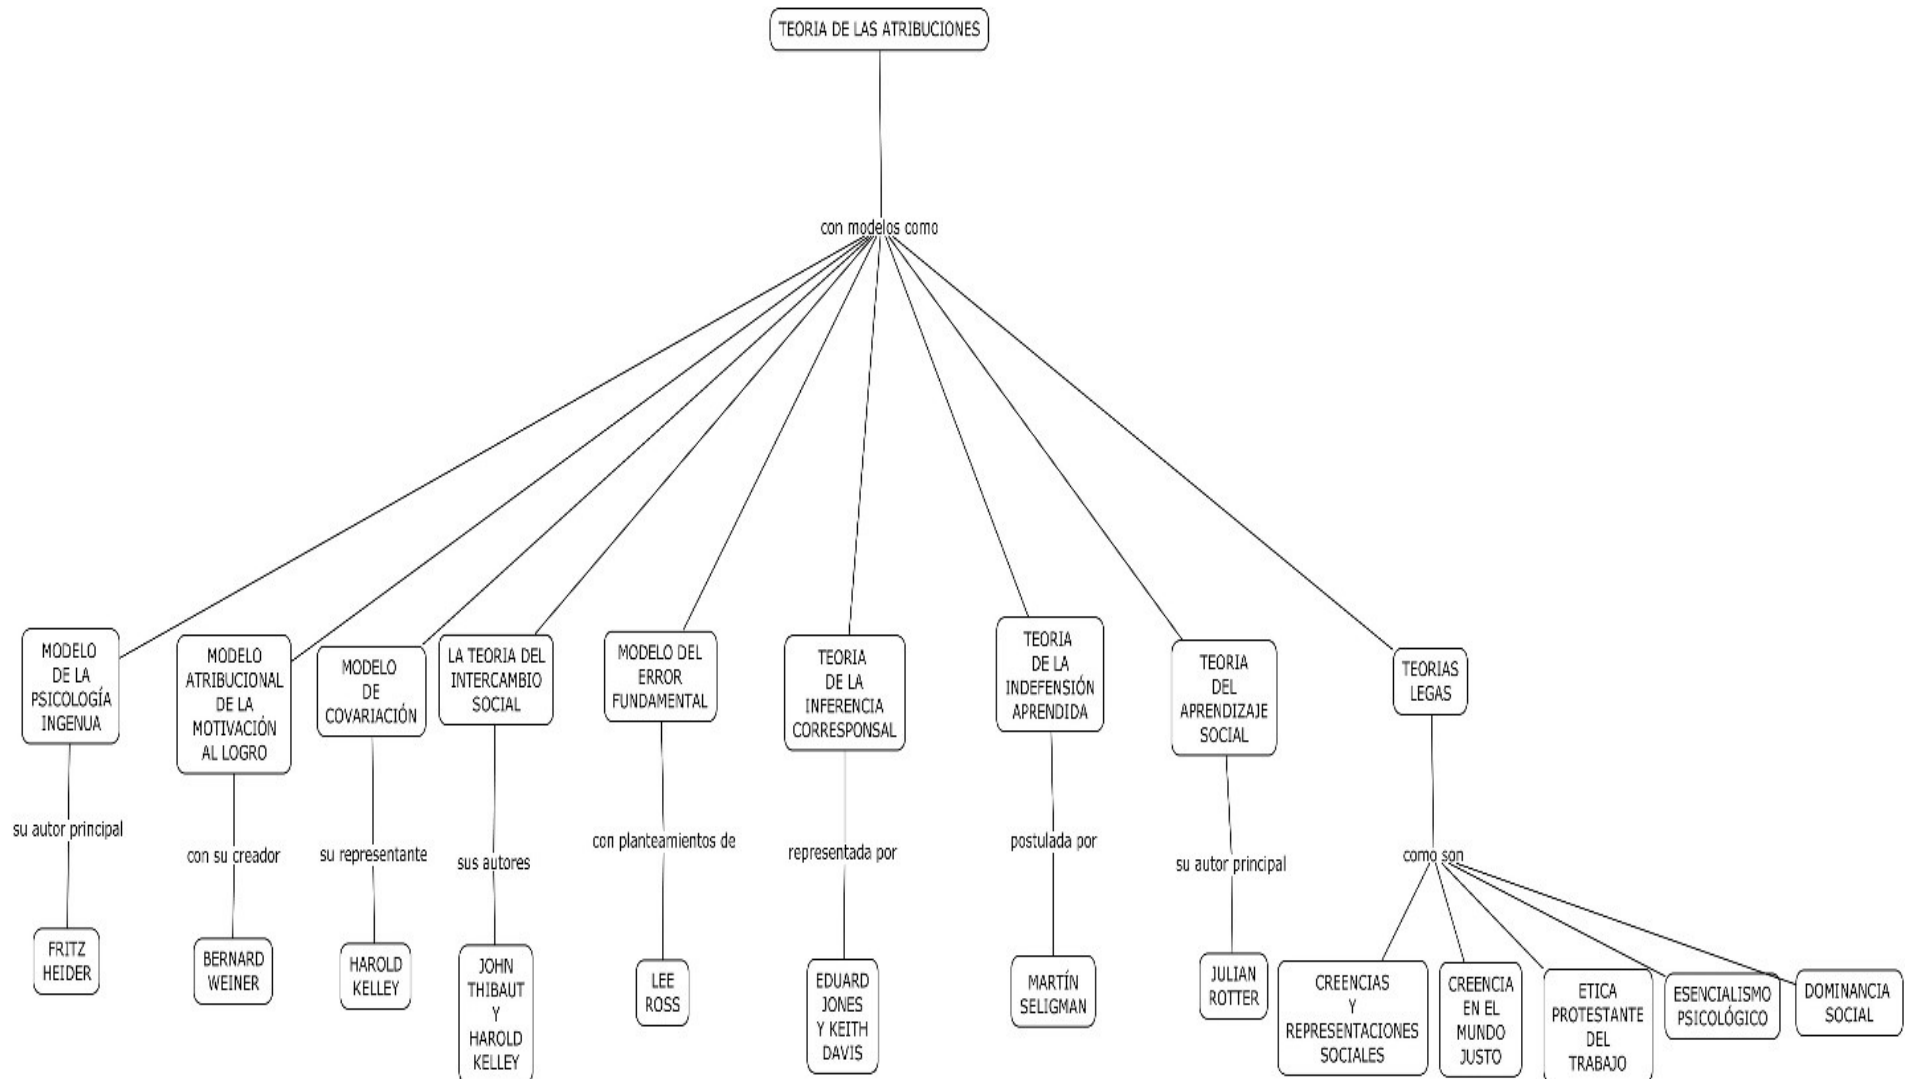 TEORIA DE LAS ATRIBUCIONES
con modelos como
MODELO
DE LA
PSICOLOGÍA
INGENUA
MODELO
ATRIBUCIONAL
DE LA
MOTIVACIÓN
AL LOGRO
MODELO
DE
COVARIACIÓN
LA TEORIA DEL
INTERCAMBIO
SOCIAL
MODELO DEL
ERROR
FUNDAMENTAL
TEORIA
DE LA
INFERENCIA
CORRESPONSAL
TEORIA
DE LA
INDEFENSIÓN
APRENDIDA
TEORIA
DEL
APRENDIZAJE
SOCIAL
TEORIAS
LEGAS
su autor principal
con su creador
su representante
sus autores
con planteamientos de
representada por
postulada por
su autor principal
como son
FRITZ
HEIDER
BERNARD
WEINER
HAROLD
KELLEY
JOHN
THIBAUT
Y
HAROLD
KELLEY
LEE
ROSS
EDUARD
JONES
Y KEITH
DAVIS
MARTÍN
SELIGMAN
JULIAN
ROTTER
CREENCIAS
Y
REPRESENTACIONES
SOCIALES
CREENCIA
EN EL
MUNDO
JUSTO
ETICA
PROTESTANTE
DEL
TRABAJO
ESENCIALISMO
PSICOLÓGICO
DOMINANCIA
SOCIAL